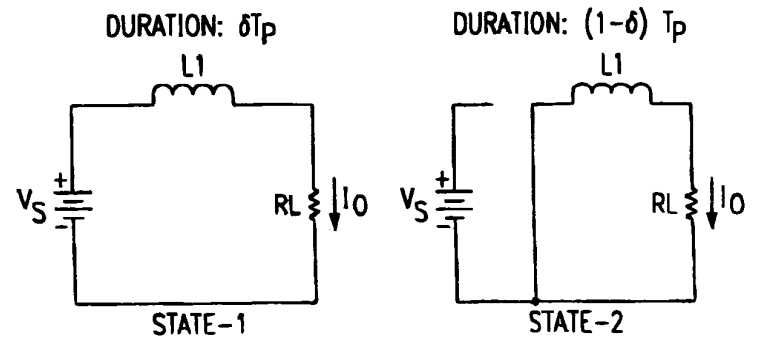 DURATION: δTp
L1
+
VS
-
RL
IO
STATE-1
DURATION: (1-δ) Tp
L1
+
VS
-
RL
IO
STATE-2